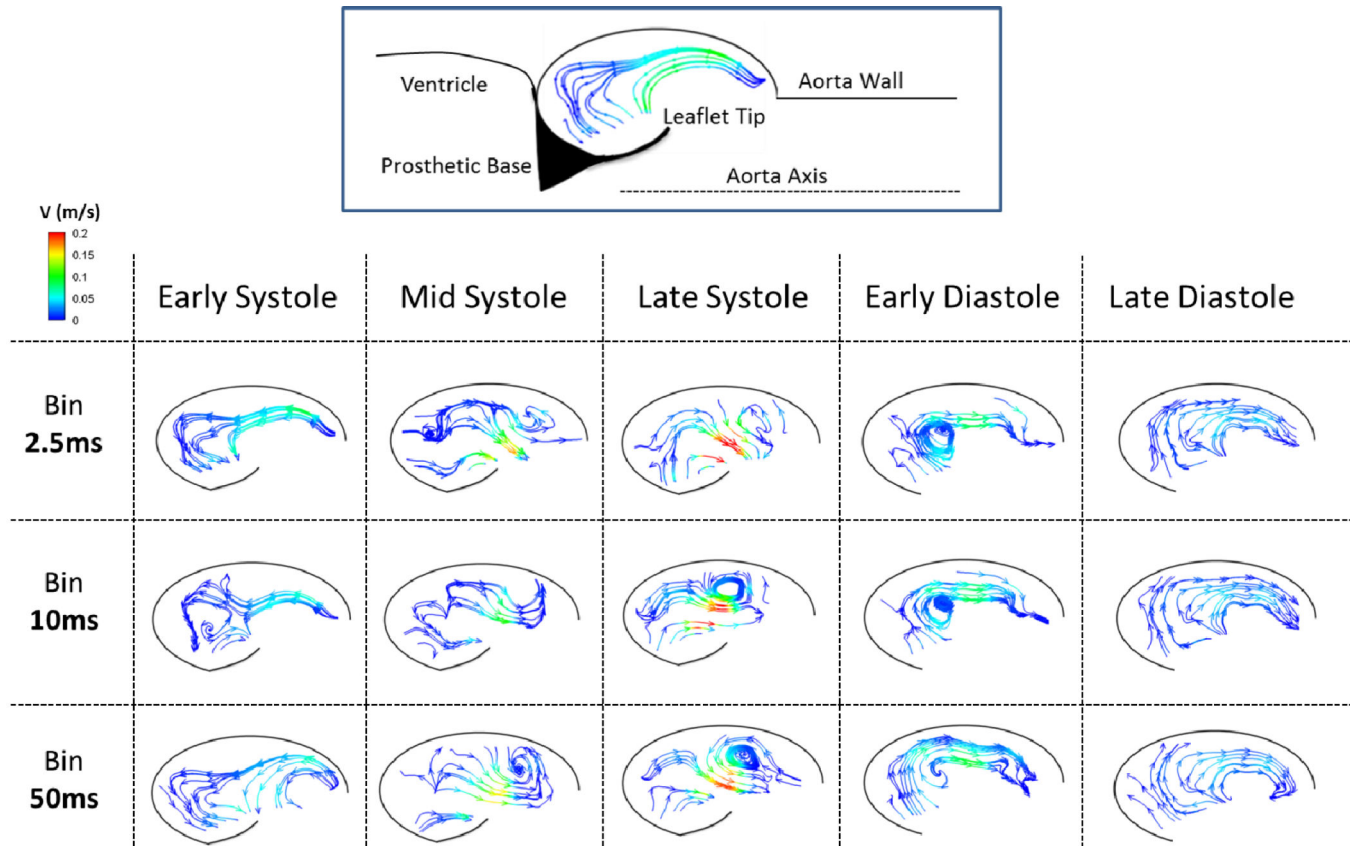 Ventricle
Aorta Wall
Leaflet Tip
Prosthetic Base
Aorta Axis
V (m/s)
0.2
0.15
0.1
0.05
0
Early Systole
Mid Systole
Late Systole
Early Diastole
Late Diastole
Bin
2.5ms
Bin
10ms
Bin
50ms